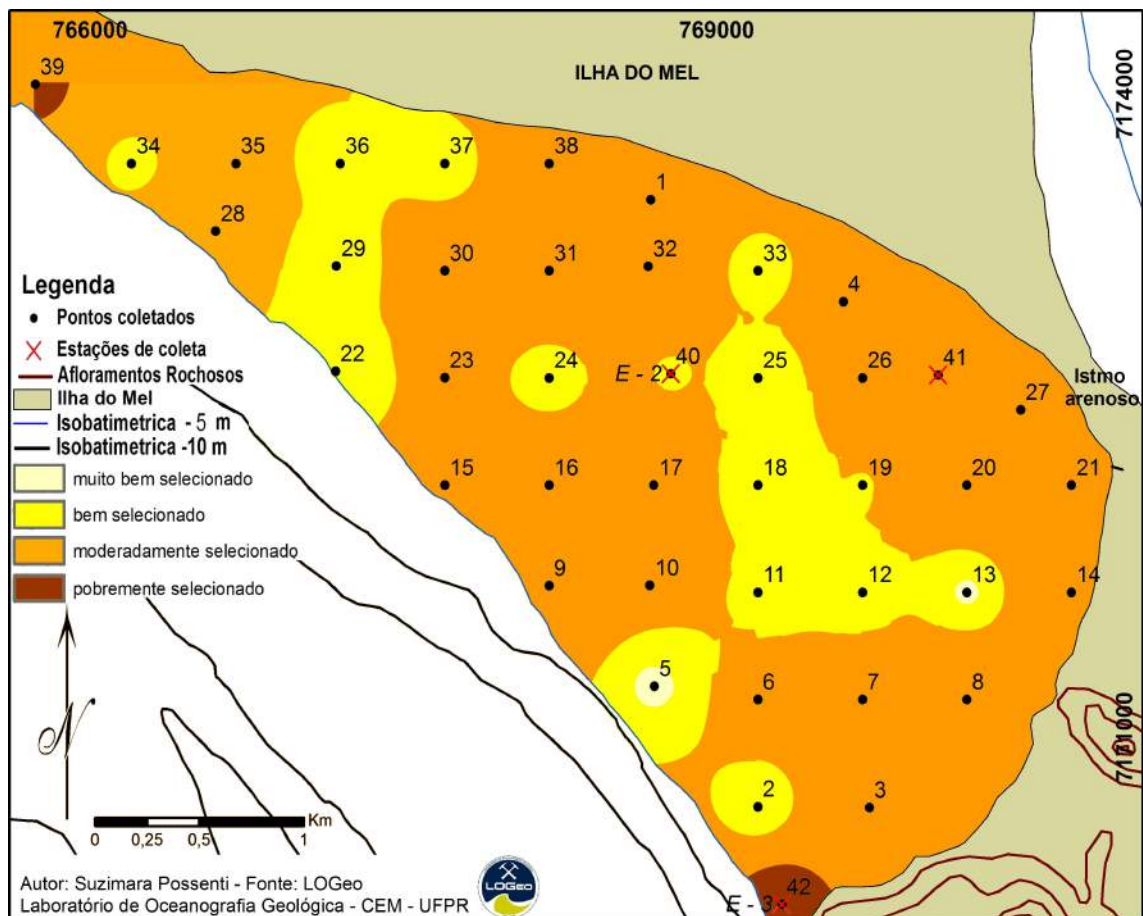 766000
769000
ILHA DO MEL
7174000
39
34
35
36
37
38
1
28
29
30
31
32
33
4
22
23
24
E - 2
40
25
26
41
27
Istmo
arenoso
15
16
17
18
19
20
21
9
10
11
12
13
14
5
6
7
8
7171000
2
3
E - 3
42
Legenda
Pontos coletados
Estações de coleta
Afloramentos Rochosos
Ilha do Mel
Isobatimetrica - 5 m
Isobatimetrica -10 m
muito bem selecionado
bem selecionado
moderadamente selecionado
pobremente selecionado
N
Km
0 0,25 0,5 1
Autor: Suzimara Possenti - Fonte: LOGeo
Laboratório de Oceanografia Geológica - CEM - UFPR
LOGeo